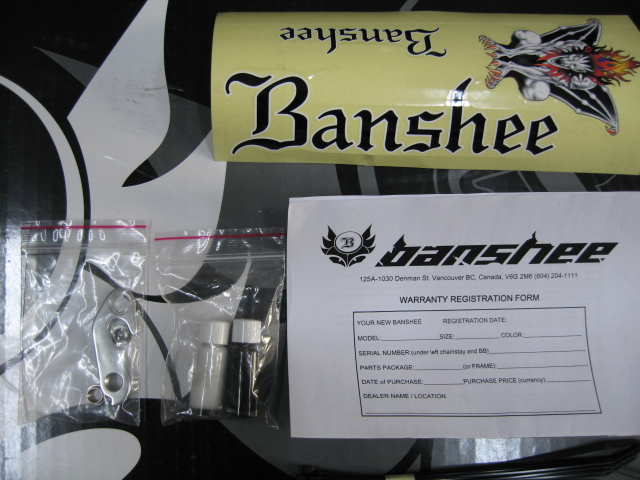 Banshee
Banshee
B
banshee
125A-1030 Denman St. Vancouver BC, Canada, V6G 2M6 (604) 204-1111
WARRANTY REGISTRATION FORM
YOUR NEW BANSHEE REGISTRATION DATE:
MODEL: SIZE: COLOR:
SERIAL NUMBER:(under left chainstay and BB)
PARTS PACKAGE: (or FRAME):
DATE of PURCHASE: PURCHASE PRICE (currency):
DEALER NAME / LOCATION: